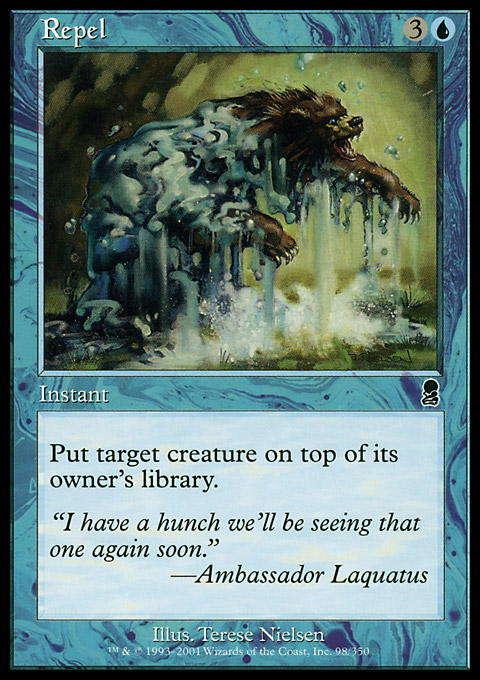 Repel 3
Instant
Put target creature on top of its
owner's library.
“I have a hunch we'll be seeing that
one again soon.”
—Ambassador Laquatus
Illus. Terese Nielsen
™ & © 1993-2001 Wizards of the Coast, Inc. 98/350